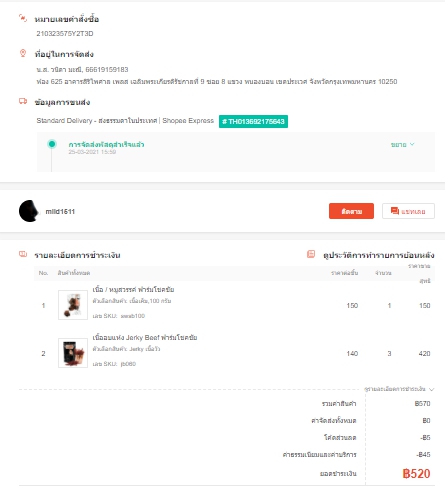 หมายเลขคำสั่งซื้อ
210323575Y2T3D
ที่อยู่ในการจัดส่ง
น.ส. วนิดา มะณี, 66619159183
ห้อง 625 อาคารสิริไพศาล เพลส เฉลิมพระเกียรติรัชกาลที่ 9 ซอย 8 แขวง หนองบอน เขตประเวศ จังหวัดกรุงเทพมหานคร 10250
ข้อมูลการขนส่ง
Standard Delivery - ส่งธรรมดาในประเทศ | Shopee Express # TH013692175643
การจัดส่งพัสดุสำเร็จแล้ว ขยาย
25-03-2021 15:59
mild1511 ติดตาม แชทเลย
รายละเอียดการชำระเงิน ดูประวัติการทำรายการย้อนหลัง
No. สินค้าทั้งหมด ราคาต่อชิ้น จำนวน ราคาขายสุทธิ
1 เนื้อ / หมูสวรรค์ ฟาร์มโชคชัย 150 1 150
ตัวเลือกสินค้า: เนื้อเค็ม,100 กรัม
เลข SKU: swsb100
2 เนื้ออบแห้ง Jerky Beef ฟาร์มโชคชัย 140 3 420
ตัวเลือกสินค้า: Jerky เนื้อวัว
เลข SKU: jb060
ดูรายละเอียดการชำระเงิน
รวมค่าสินค้า ฿570
ค่าจัดส่งทั้งหมด ฿0
โค้ดส่วนลด -฿5
ค่าธรรมเนียมและค่าบริการ -฿45
ยอดชำระเงิน ฿520